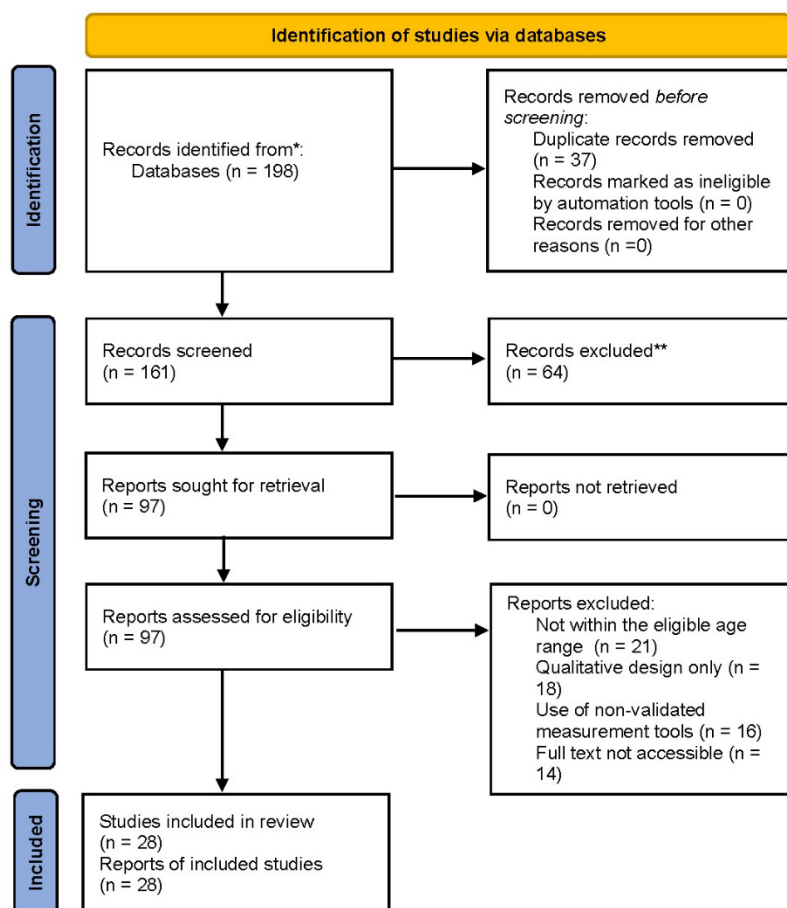 Identification of studies via databases
Identification
Records identified from*:
Databases (n = 198)
Records removed before
screening:
Duplicate records removed
(n = 37)
Records marked as ineligible
by automation tools (n = 0)
Records removed for other
reasons (n =0)
Screening
Records screened
(n = 161)
Records excluded**
(n = 64)
Reports sought for retrieval
(n = 97)
Reports not retrieved
(n = 0)
Reports assessed for eligibility
(n = 97)
Reports excluded:
Not within the eligible age
range (n = 21)
Qualitative design only (n =
18)
Use of non-validated
measurement tools (n = 16)
Full text not accessible (n =
14)
Included
Studies included in review
(n = 28)
Reports of included studies
(n = 28)